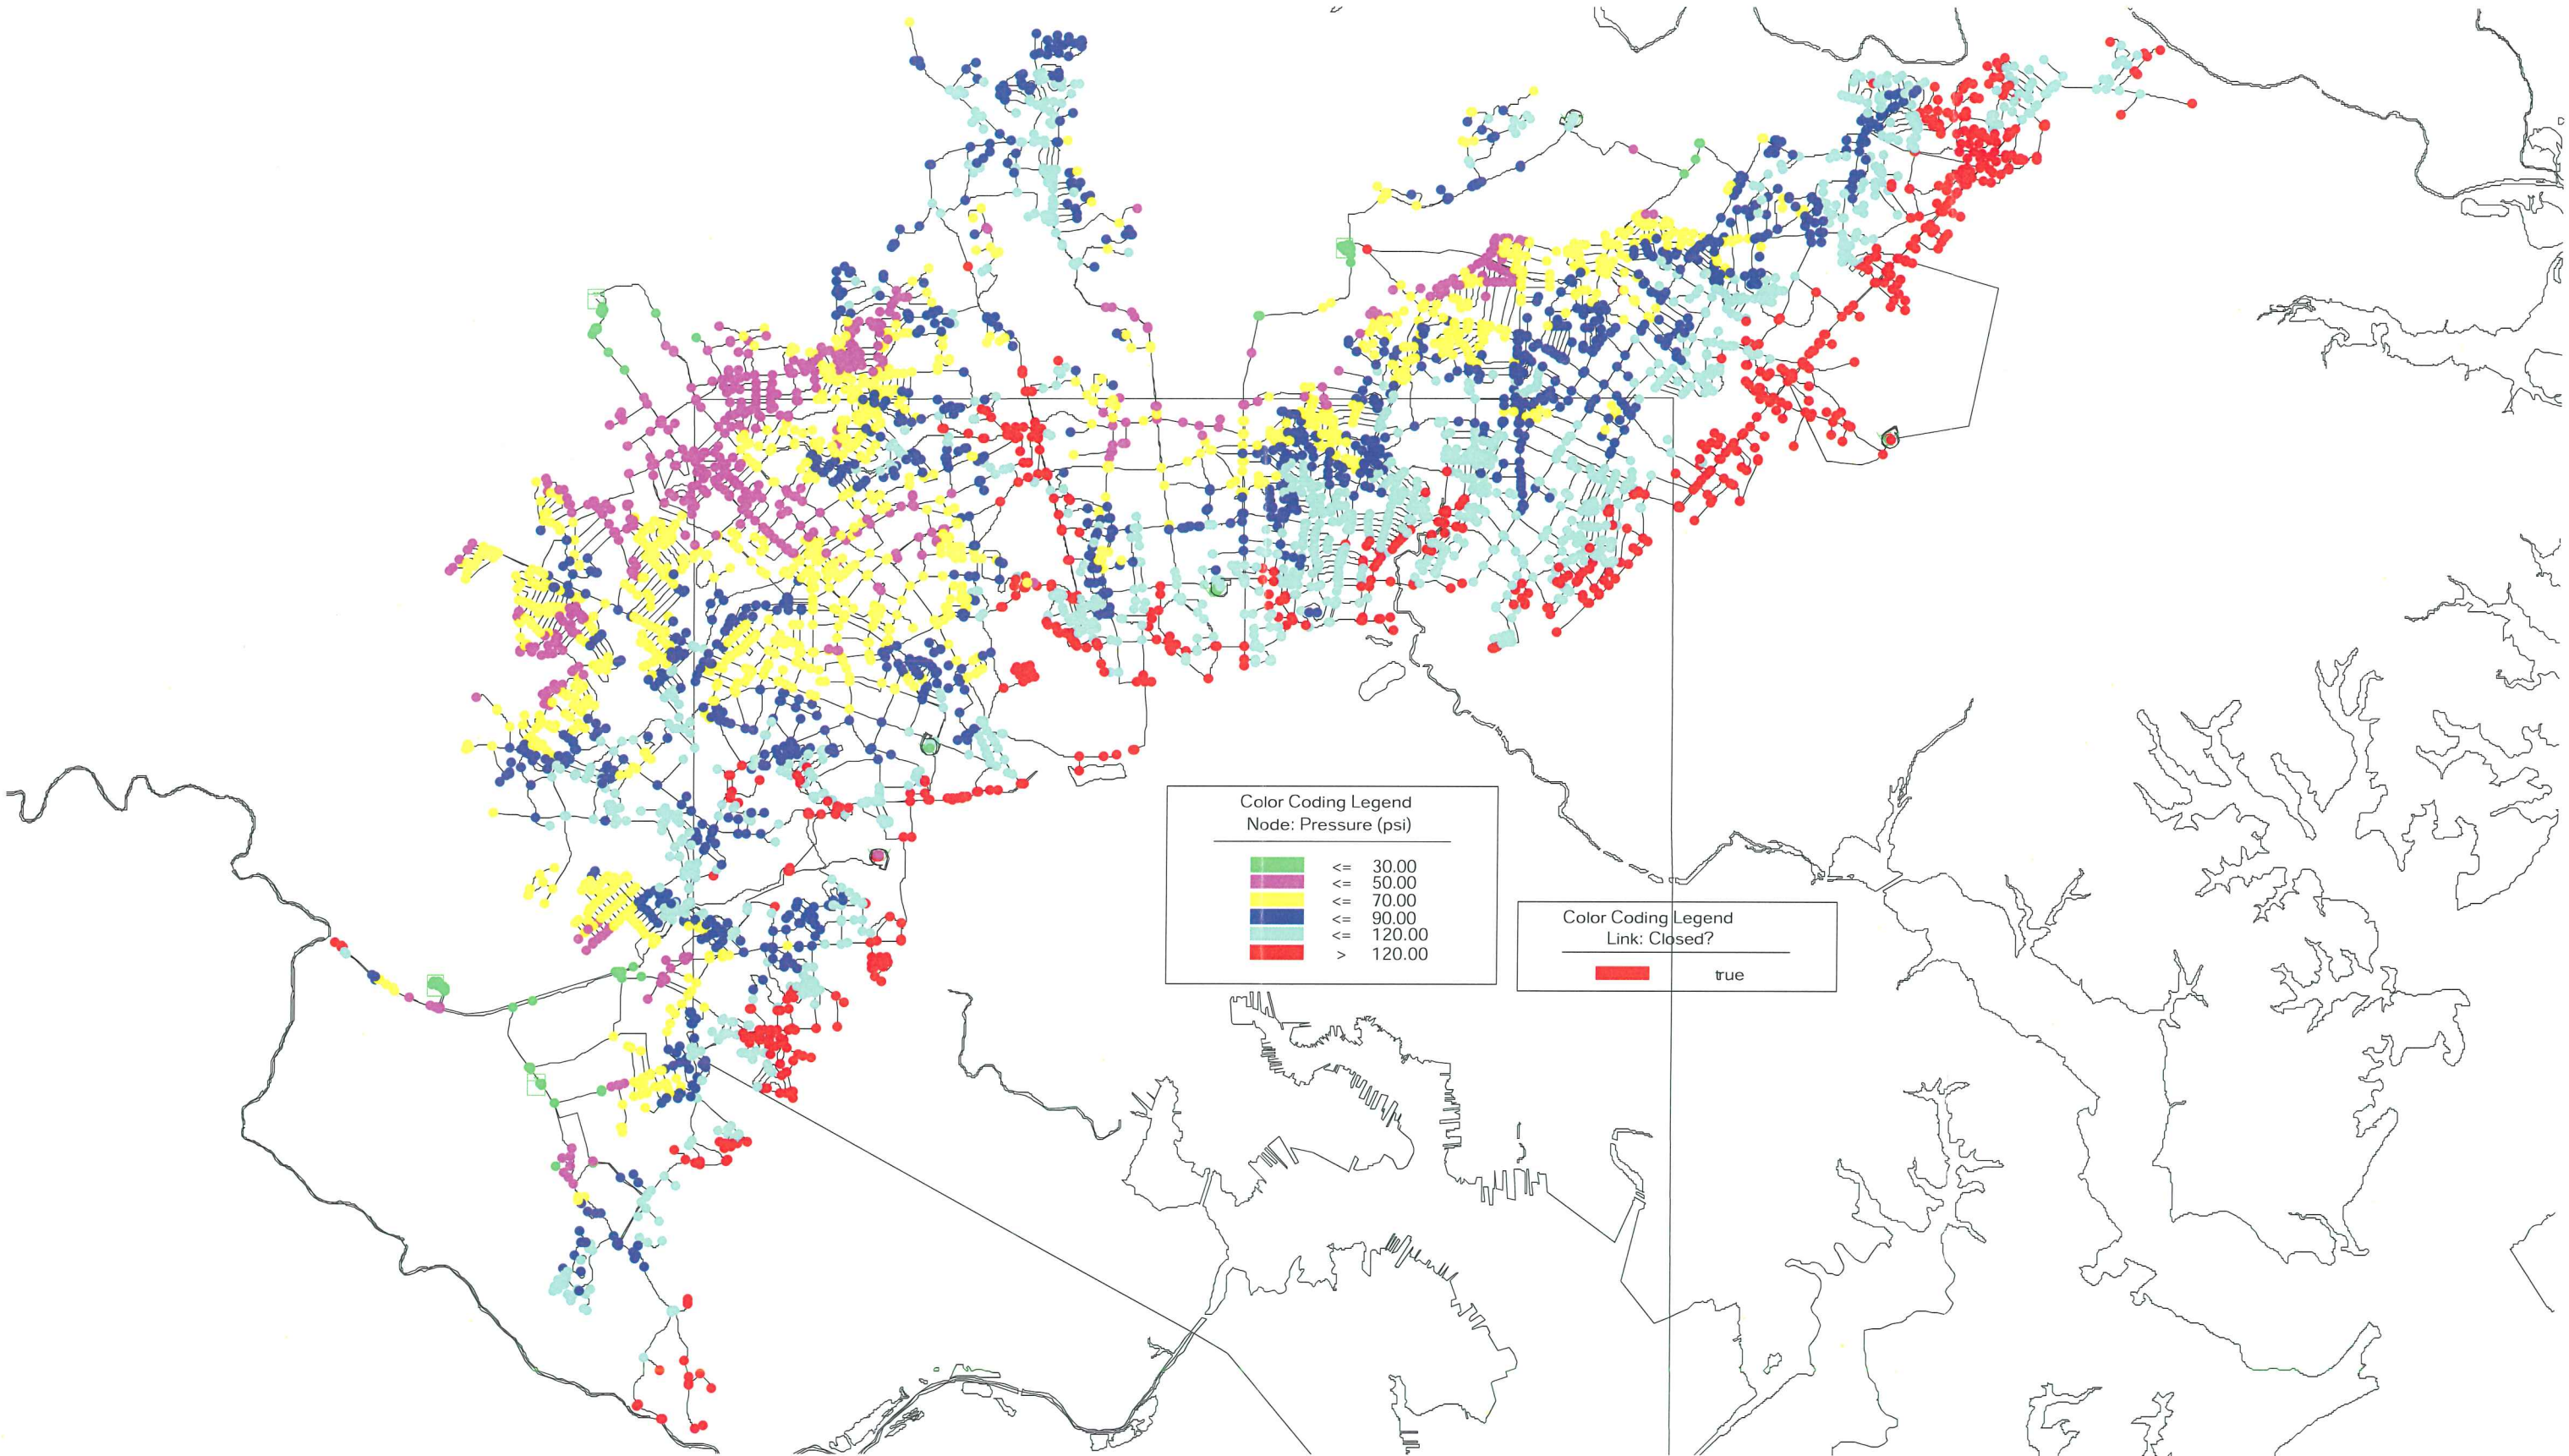 Color Coding Legend
Node: Pressure (psi)
<= 30.00
<= 50.00
<= 70.00
<= 90.00
<= 120.00
> 120.00
Color Coding Legend
Link: Closed?
true